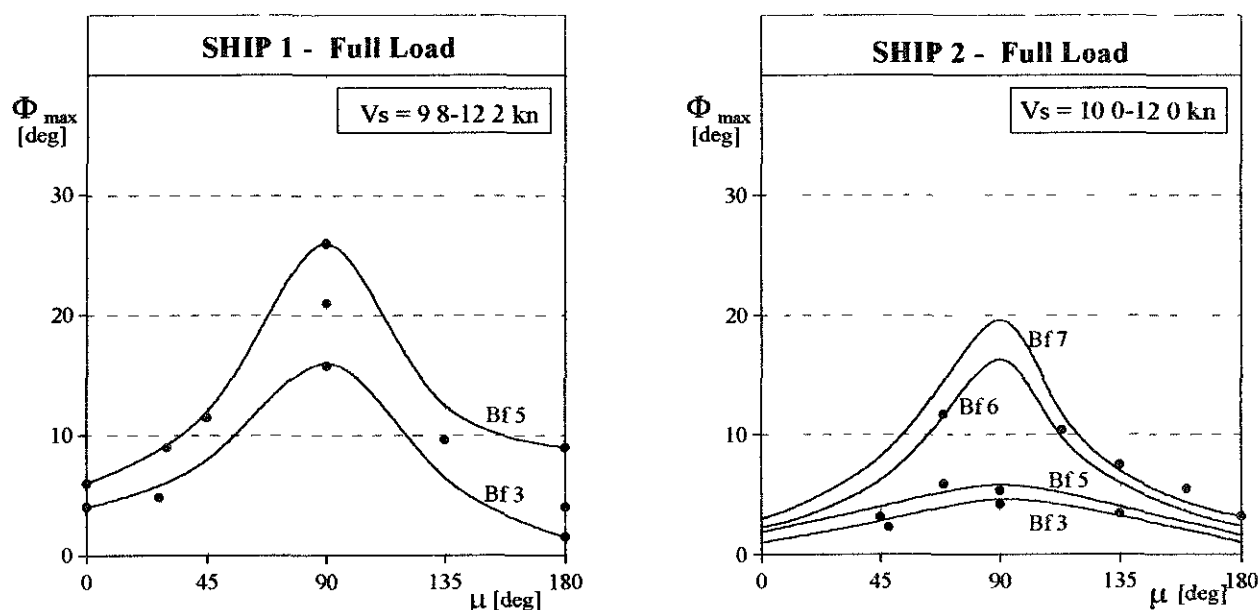 SHIP 1 - Full Load
Φ max
[deg]
Vs = 9 8-12 2 kn
30
20
10
0
Bf 5
Bf 3
0
45
90
135
180
μ [deg]
SHIP 2 - Full Load
Φ max
[deg]
Vs = 10 0-12 0 kn
30
20
10
0
Bf 7
Bf 6
Bf 5
Bf 3
0
45
90
135
180
μ [deg]